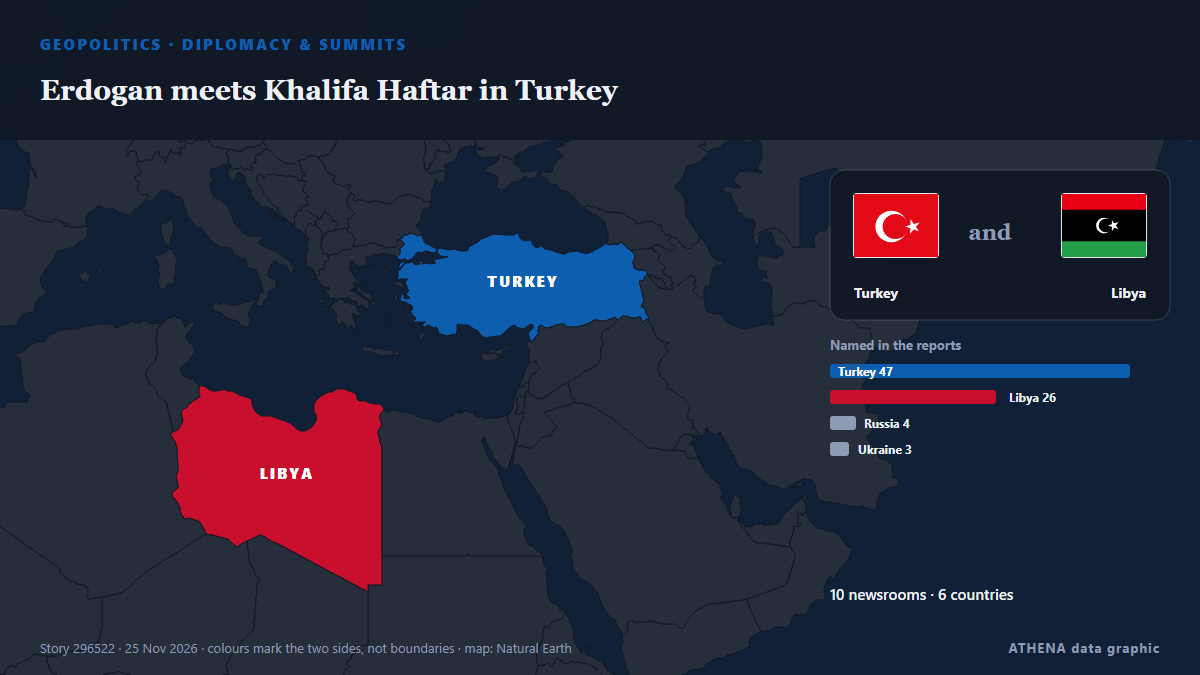 GEOPOLITICS · DIPLOMACY & SUMMITS
Erdogan meets Khalifa Haftar in Turkey
TURKEY
LIBYA
and
Turkey
Libya
Named in the reports
Turkey 47
Libya 26
Russia 4
Ukraine 3
10 newsrooms · 6 countries
Story 296522 · 25 Nov 2026 · colours mark the two sides, not boundaries · map: Natural Earth
ATHENA data graphic